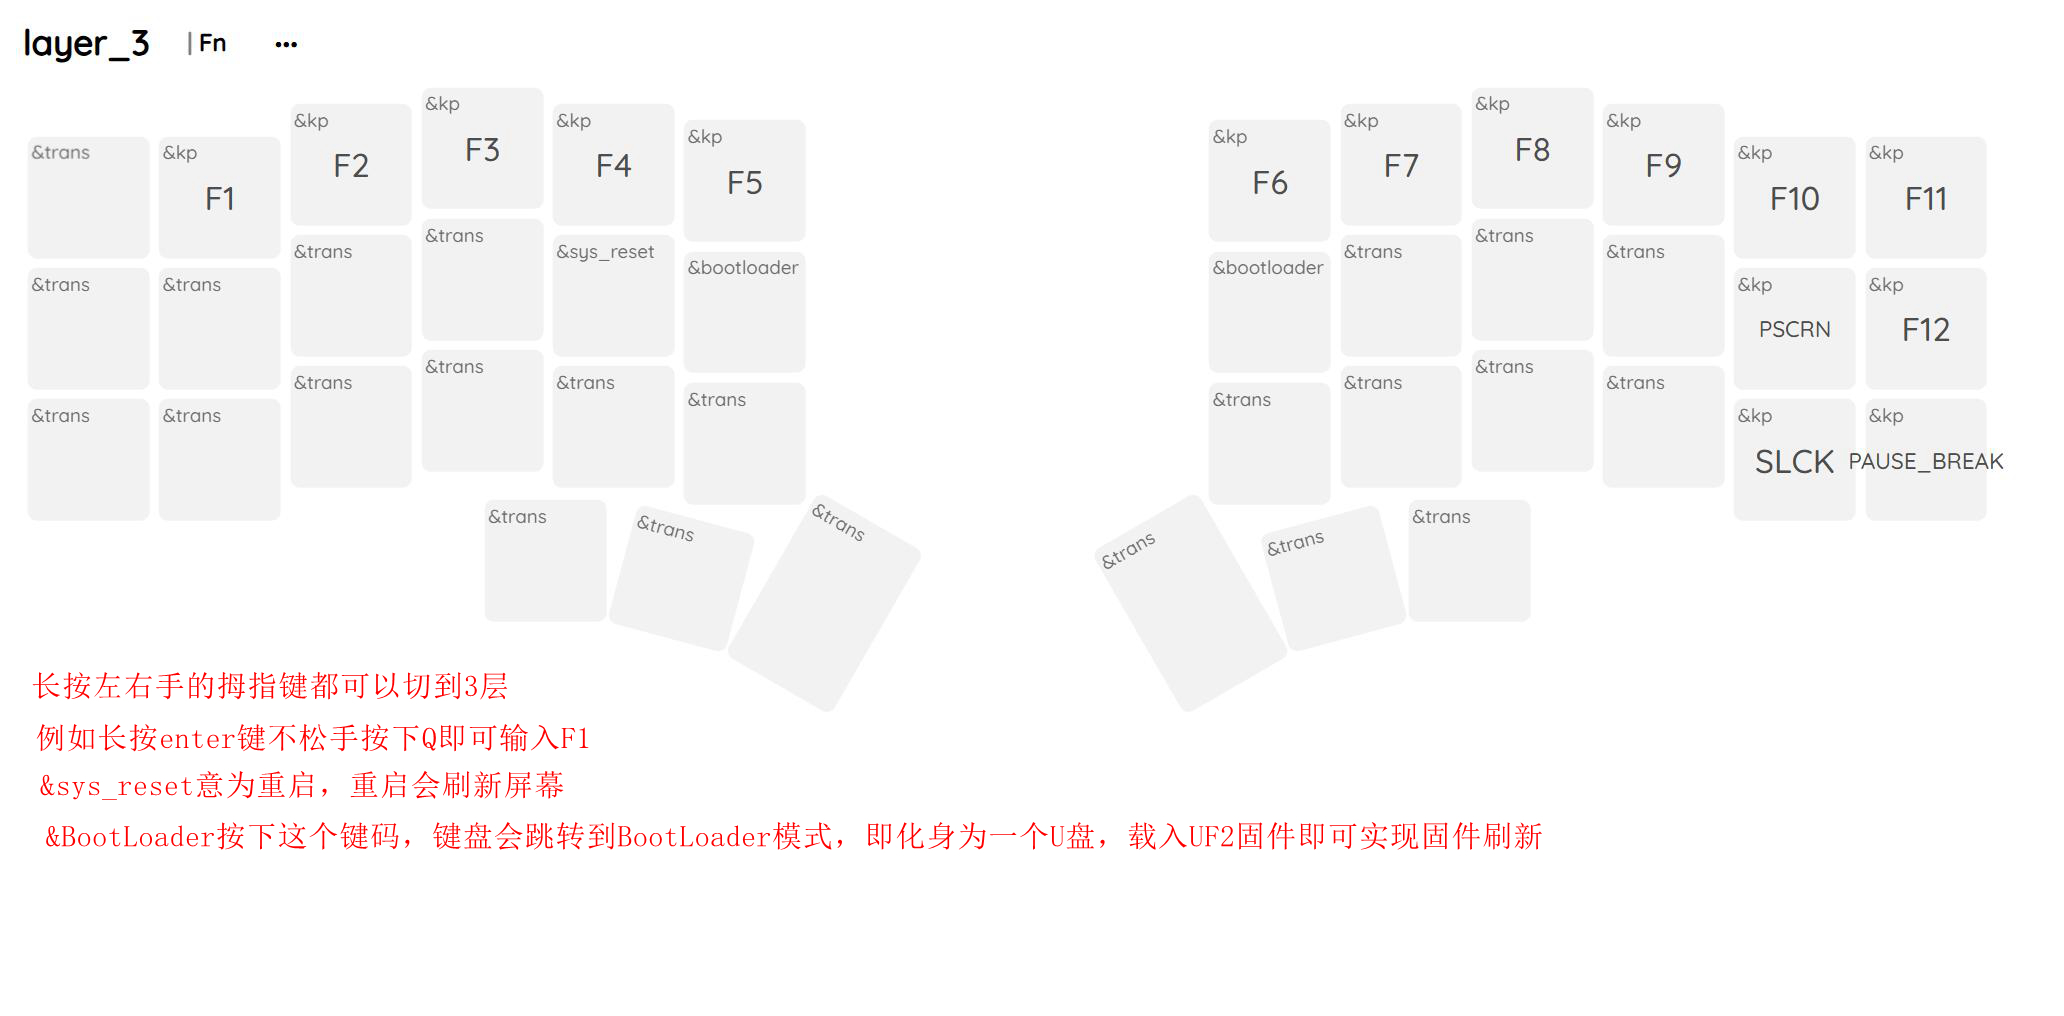 layer_3 | Fn ...
&trans &kp F1 &kp F2 &kp F3 &kp F4 &kp F5 &kp F6 &kp F7 &kp F8 &kp F9 &kp F10 &kp F11
&trans &trans &trans &trans &sys_reset &bootloader &bootloader &trans &trans &trans &kp PSCRN &kp F12
&trans &trans &trans &trans &trans &trans &trans &trans &trans &trans &kp SLCK &kp PAUSE_BREAK
&trans &trans &trans &trans &trans &trans
长按左右手的拇指键都可以切到3层
例如长按enter键不松手按下Q即可输入F1
&sys_reset意为重启，重启会刷新屏幕
&BootLoader按下这个键码，键盘会跳转到BootLoader模式，即化身为一个U盘，载入UF2固件即可实现固件刷新